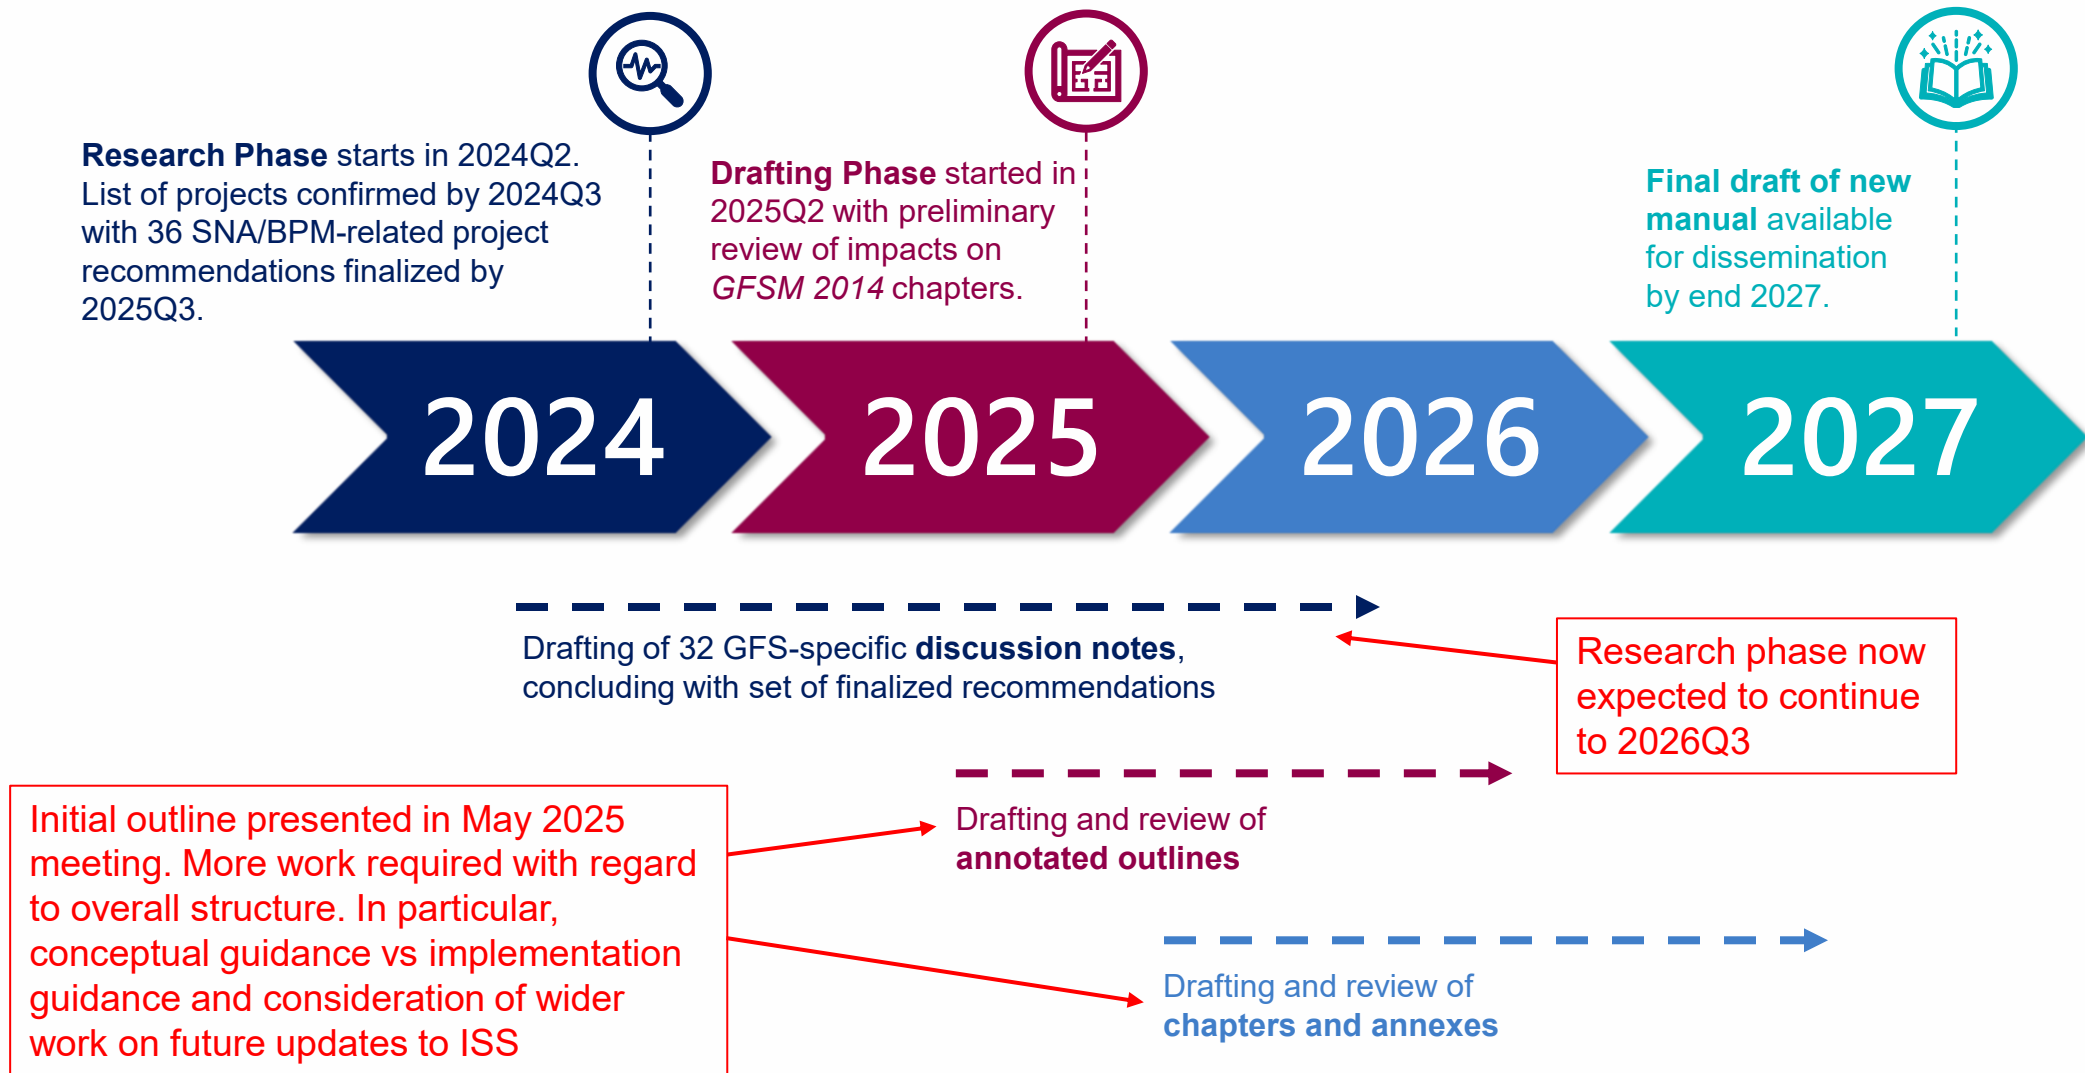 Research Phase starts in 2024Q2.
List of projects confirmed by 2024Q3
with 36 SNA/BPM-related project
recommendations finalized by
2025Q3.
Drafting Phase started in
2025Q2 with preliminary
review of impacts on
GFSM 2014 chapters.
Final draft of new
manual available
for dissemination
by end 2027.
2024
2025
2026
2027
Drafting of 32 GFS-specific discussion notes,
concluding with set of finalized recommendations
Research phase now
expected to continue
to 2026Q3
Initial outline presented in May 2025
meeting. More work required with regard
to overall structure. In particular,
conceptual guidance vs implementation
guidance and consideration of wider
work on future updates to ISS
Drafting and review of
annotated outlines
Drafting and review of
chapters and annexes